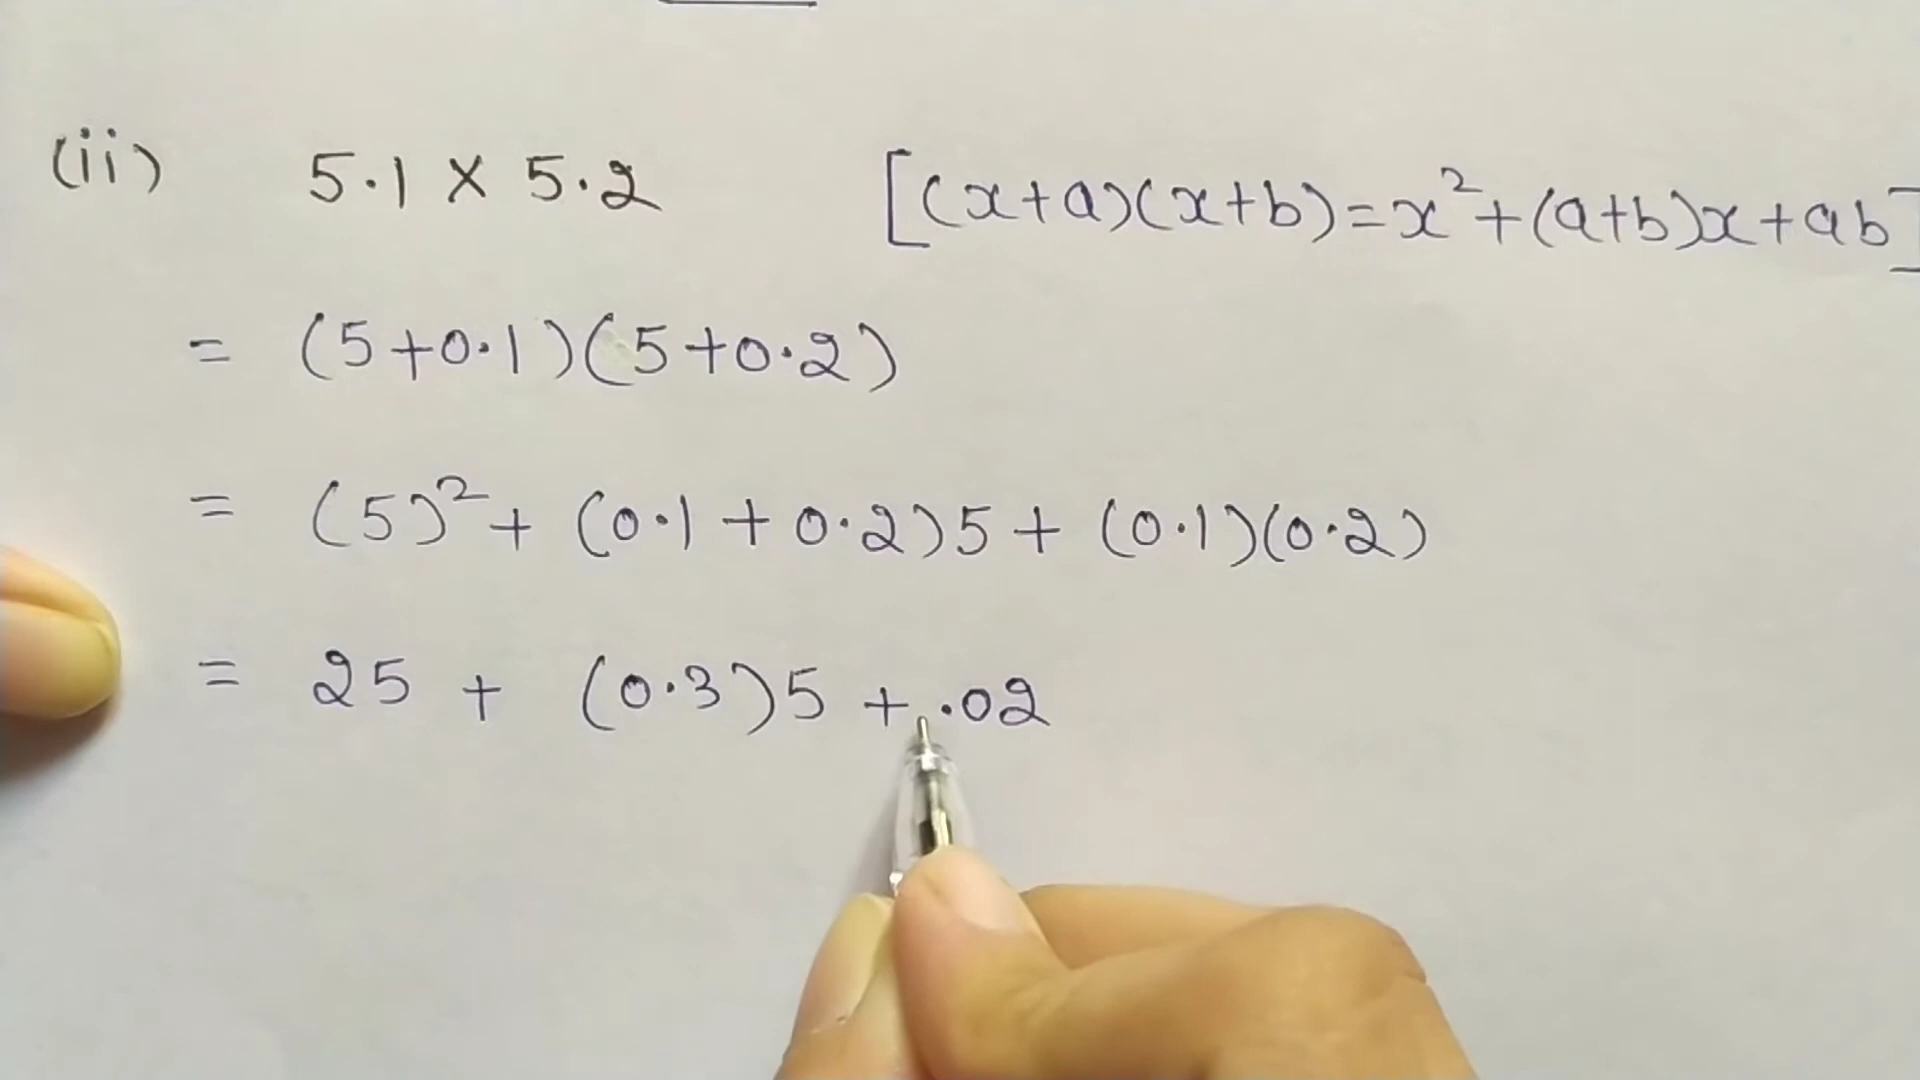 (ii) 5.1 × 5.2 [(x+a)(x+b)=x²+(a+b)x+ab]
= (5+0.1)(5+0.2)
= (5)²+ (0.1+0.2)5+ (0.1)(0.2)
= 25 + (0.3)5 + .02